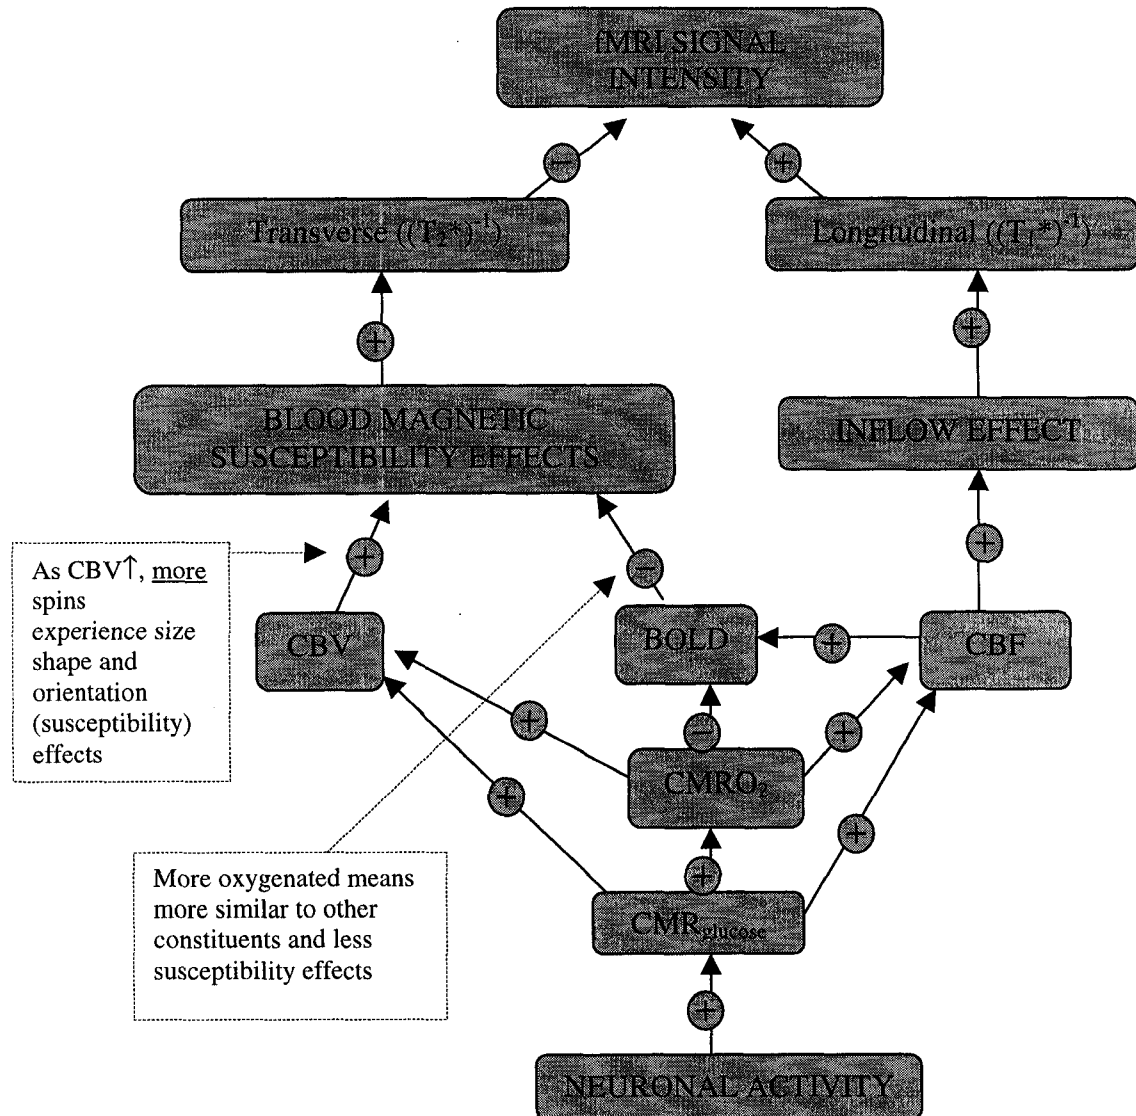 fMRI SIGNAL
INTENSITY
−
+
Transverse ((T₂*)⁻¹)
Longitudinal ((T₁*)⁻¹)
+
+
BLOOD MAGNETIC
SUSCEPTIBILITY EFFECTS
INFLOW EFFECT
As CBV↑, more
spins
experience size
shape and
orientation
(susceptibility)
effects
+
−
+
CBV
BOLD
+
CBF
+
−
+
CMRO₂
+
+
+
More oxygenated means
more similar to other
constituents and less
susceptibility effects
CMRglucose
+
NEURONAL ACTIVITY